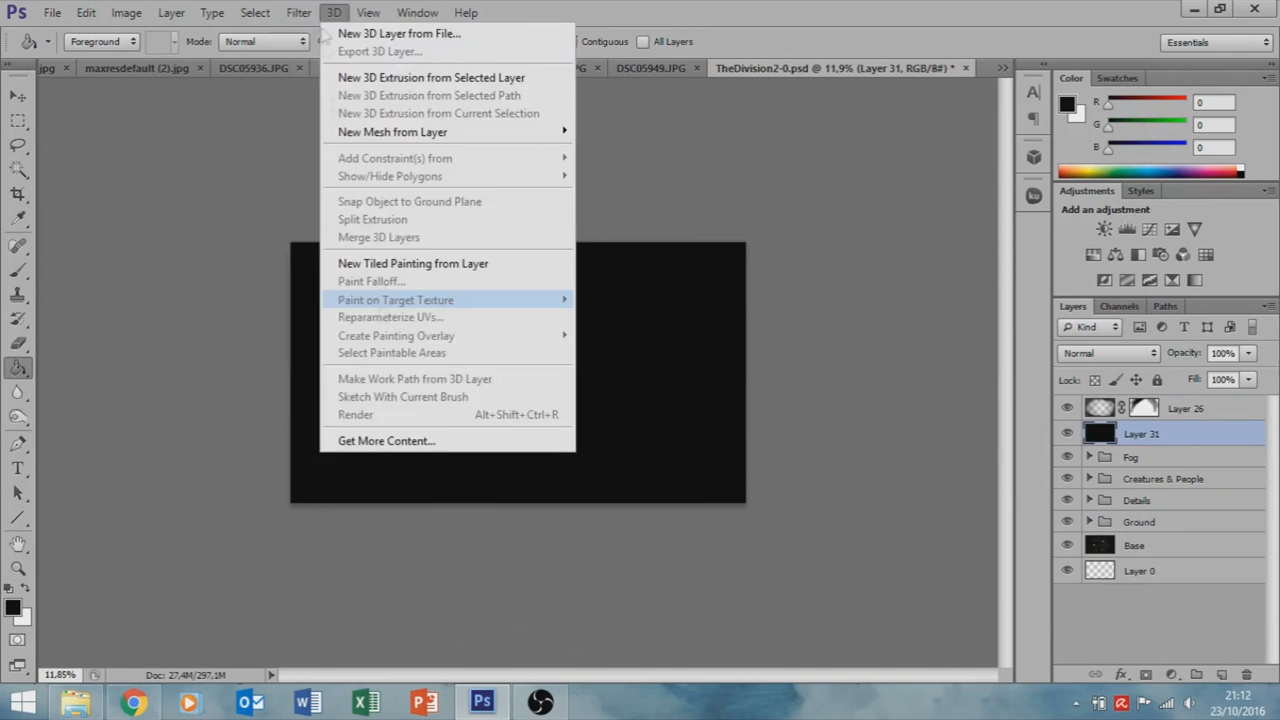 Ps File Edit Image Layer Type Select Filter 3D View Window Help
Foreground Mode: Normal Contiguous All Layers Essentials
jpg × maxresdefault (2).jpg × DSC05936.JPG × DSC05949.JPG × TheDivision2-0.psd @ 11,9% (Layer 31, RGB/8#) * ×
New 3D Layer from File...
Export 3D Layer...
New 3D Extrusion from Selected Layer
New 3D Extrusion from Selected Path
New 3D Extrusion from Current Selection
New Mesh from Layer
Add Constraint(s) from
Show/Hide Polygons
Snap Object to Ground Plane
Split Extrusion
Merge 3D Layers
New Tiled Painting from Layer
Paint Falloff...
Paint on Target Texture
Reparameterize UVs...
Create Painting Overlay
Select Paintable Areas
Make Work Path from 3D Layer
Sketch With Current Brush
Render Alt+Shift+Ctrl+R
Get More Content...
Color Swatches
R 0
G 0
B 0
Adjustments Styles
Add an adjustment
Layers Channels Paths
Kind
Normal Opacity: 100%
Lock: Fill: 100%
Layer 26
Layer 31
Fog
Creatures & People
Details
Ground
Base
Layer 0
11,85% Doc: 27,4M/297,1M
21:12
23/10/2016